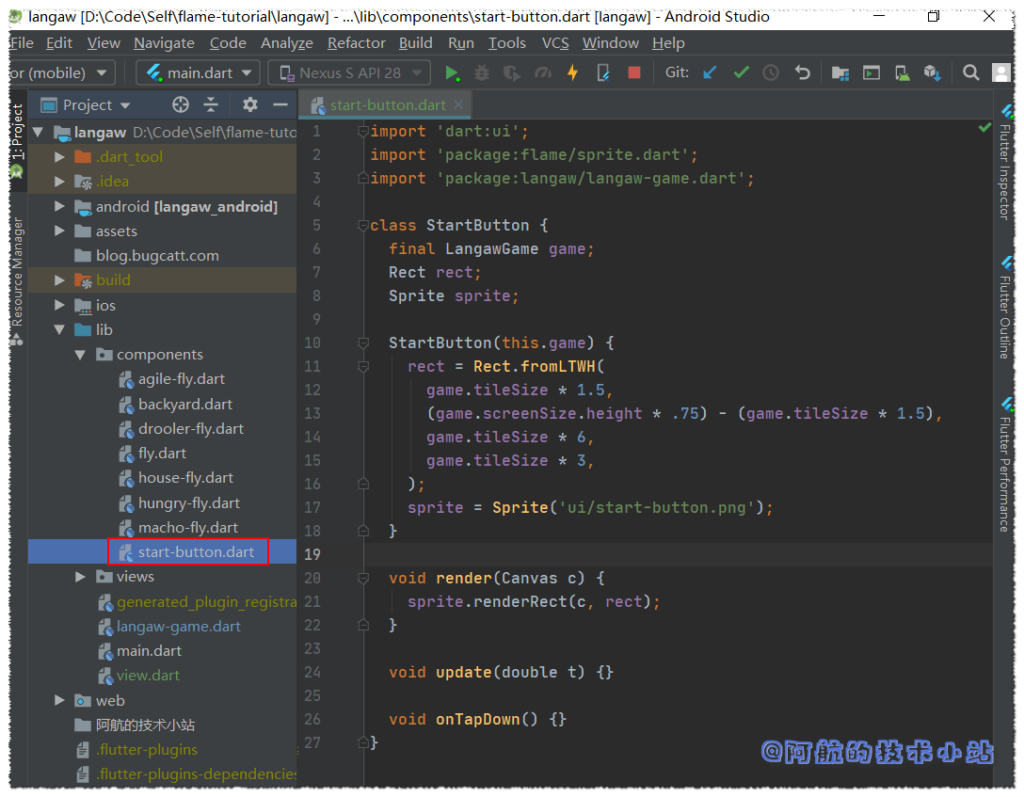 langaw [D:\Code\Self\flame-tutorial\langaw] - ...\lib\components\start-button.dart [langaw] - Android Studio
File Edit View Navigate Code Analyze Refactor Build Run Tools VCS Window Help
or (mobile) main.dart Nexus S API 28 Git:
Project
start-button.dart
1: Project
Resource Manager
langaw D:\Code\Self\flame-tuto
.dart_tool
.idea
android [langaw_android]
assets
blog.bugcatt.com
build
ios
lib
components
agile-fly.dart
backyard.dart
drooler-fly.dart
fly.dart
house-fly.dart
hungry-fly.dart
macho-fly.dart
start-button.dart
views
generated_plugin_registra
langaw-game.dart
main.dart
view.dart
web
阿航的技术小站
.flutter-plugins
.flutter-plugins-dependencies
1 import 'dart:ui';
2 import 'package:flame/sprite.dart';
3 import 'package:langaw/langaw-game.dart';
4
5 class StartButton {
6 final LangawGame game;
7 Rect rect;
8 Sprite sprite;
9
10 StartButton(this.game) {
11 rect = Rect.fromLTWH(
12 game.tileSize * 1.5,
13 (game.screenSize.height * .75) - (game.tileSize * 1.5),
14 game.tileSize * 6,
15 game.tileSize * 3,
16 );
17 sprite = Sprite('ui/start-button.png');
18 }
19
20 void render(Canvas c) {
21 sprite.renderRect(c, rect);
22 }
23
24 void update(double t) {}
25
26 void onTapDown() {}
27 }
Flutter Inspector
Flutter Outline
Flutter Performance
@阿航的技术小站